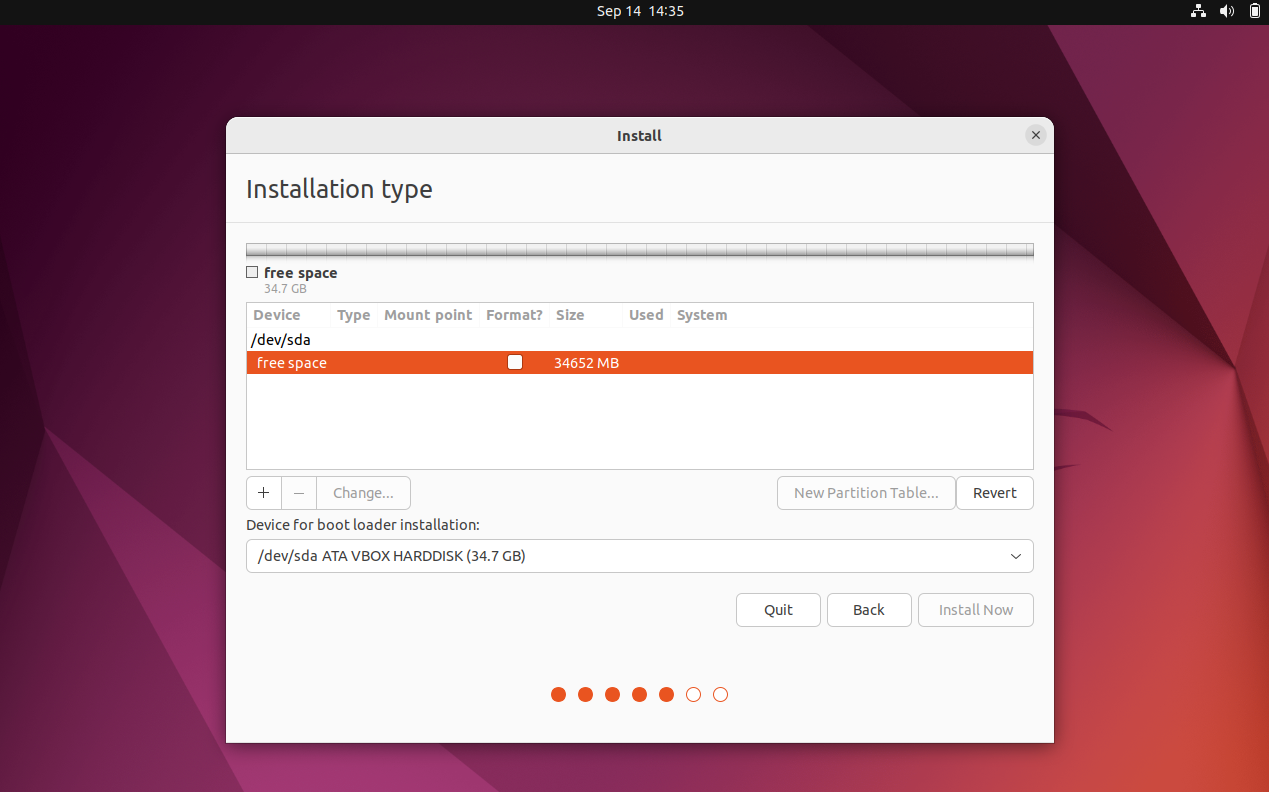 Sep 14 14:35
Install
Installation type
free space
34.7 GB
Device Type Mount point Format? Size Used System
/dev/sda
free space 34652 MB
+ − Change... New Partition Table... Revert
Device for boot loader installation:
/dev/sda ATA VBOX HARDDISK (34.7 GB)
Quit Back Install Now